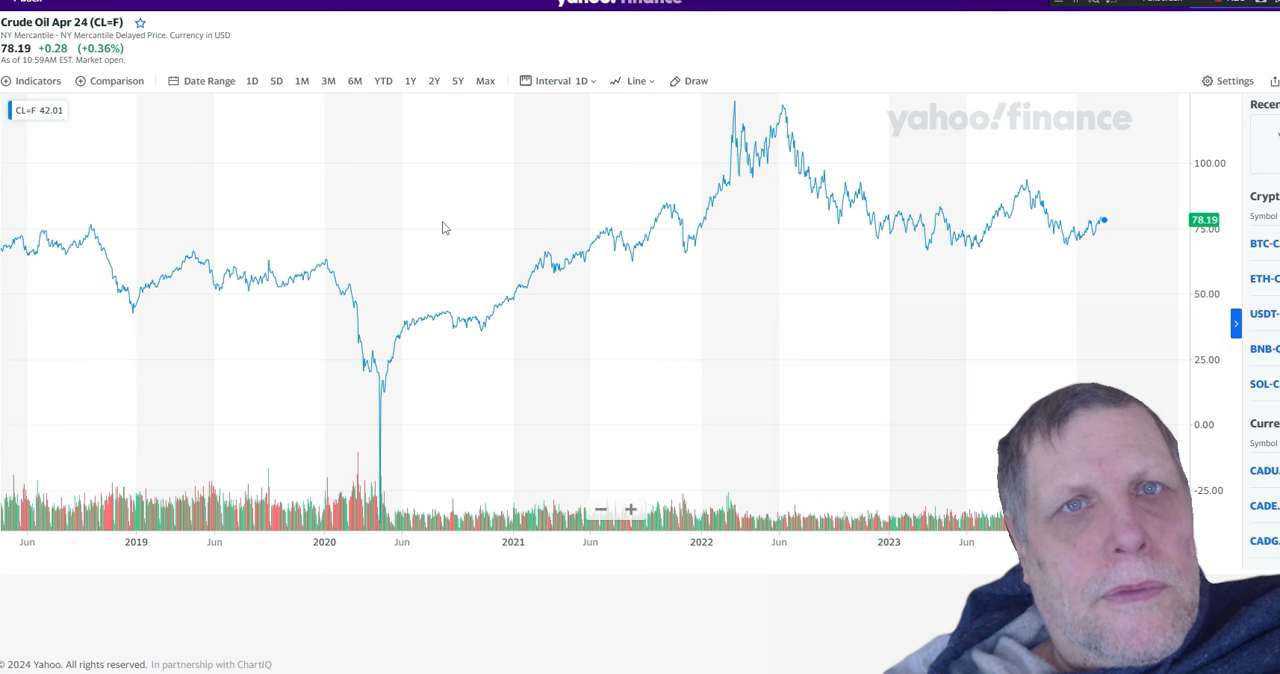 yahoo finance
Crude Oil Apr 24 (CL=F)
NY Mercantile - NY Mercantile Delayed Price. Currency in USD
78.19 +0.28 (+0.36%)
As of 10:59AM EST. Market open.
Indicators Comparison Date Range 1D 5D 1M 3M 6M YTD 1Y 2Y 5Y Max Interval 1D Line Draw Settings
CL=F 42.01
yahoo!finance
100.00
78.19
75.00
50.00
25.00
0.00
-25.00
Jun 2019 Jun 2020 Jun 2021 Jun 2022 Jun 2023 Jun
Recen
Crypt
Symbol
BTC-C
ETH-C
USDT-
BNB-C
SOL-C
Curre
Symbol
CADU
CADE
CADG
© 2024 Yahoo. All rights reserved. In partnership with ChartIQ